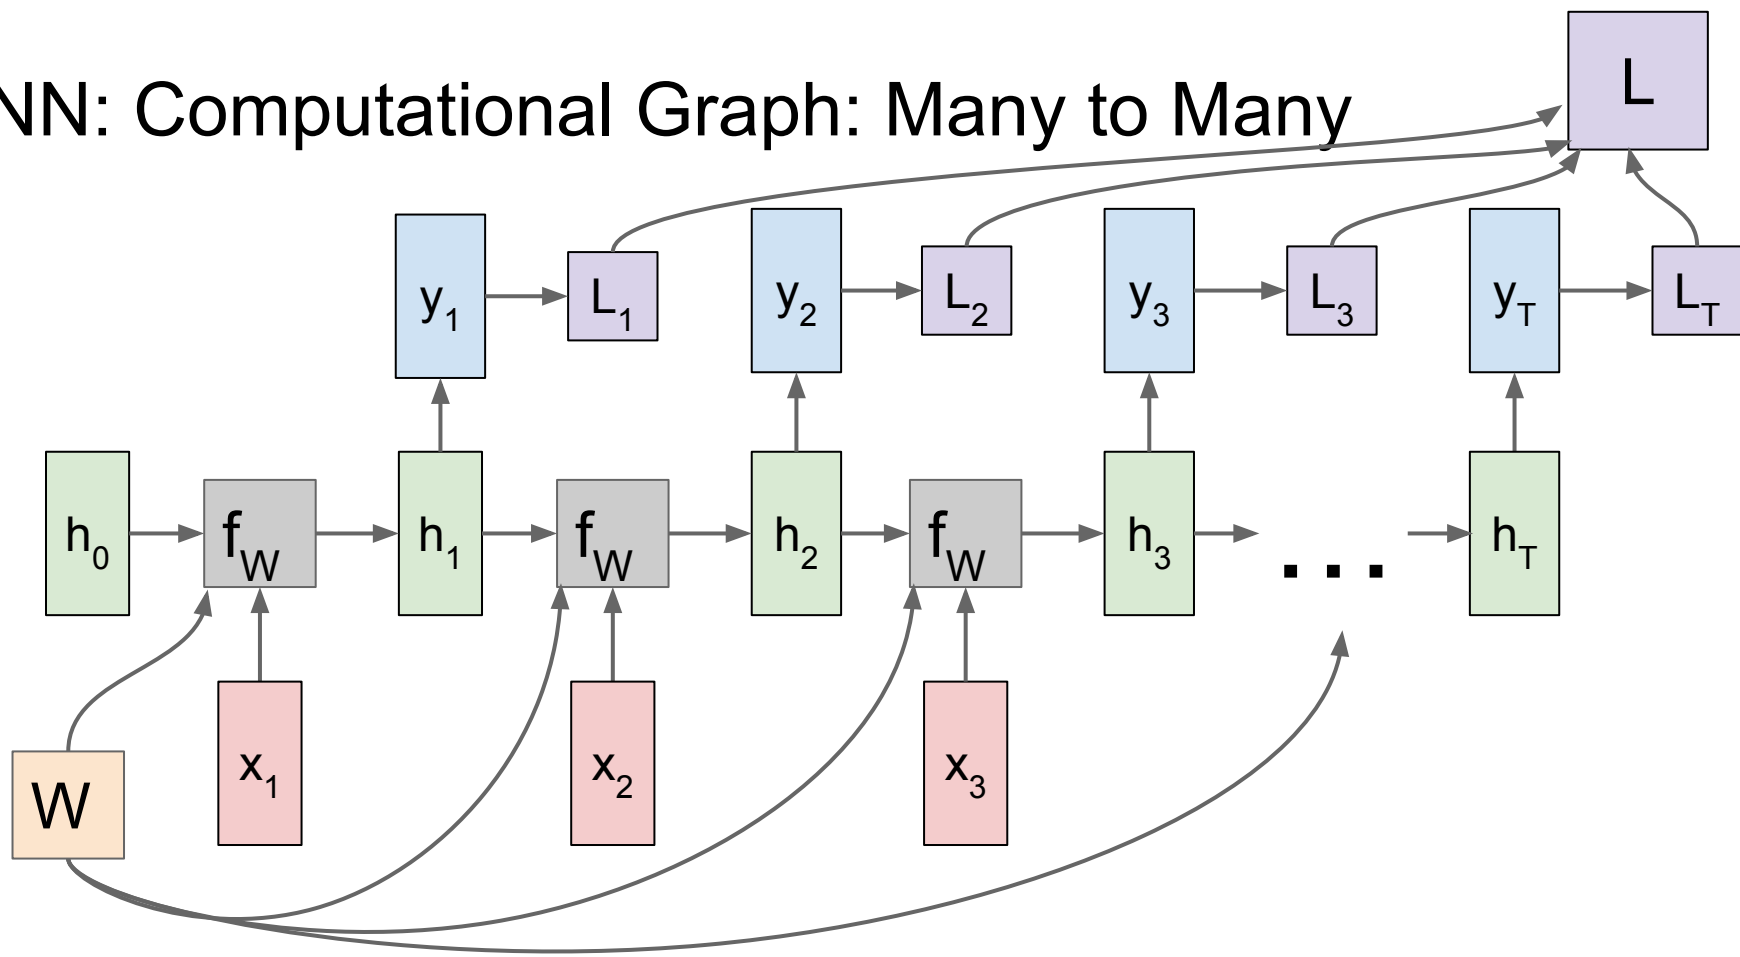 L
NN: Computational Graph: Many to Many
y1 L1 y2 L2 y3 L3 yT LT
h0 fW h1 fW h2 fW h3 ... hT
W x1 x2 x3